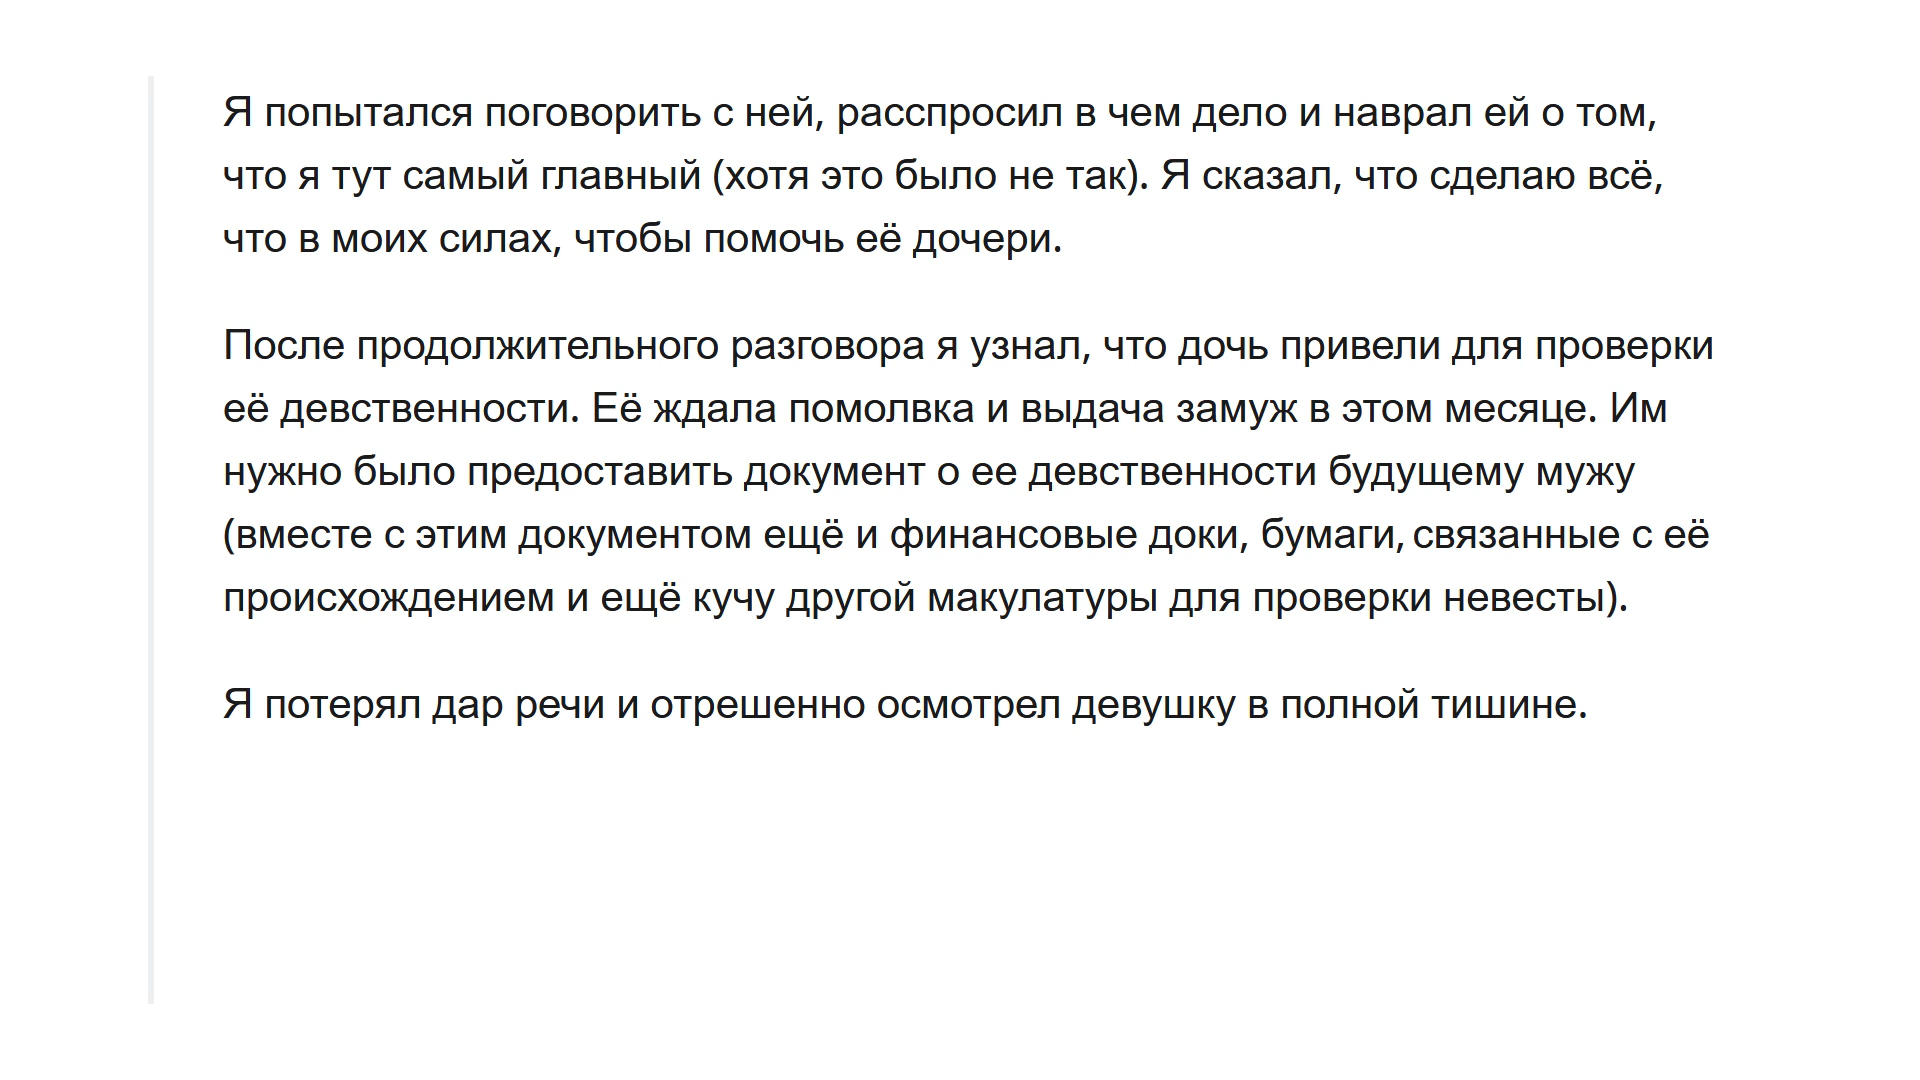 Я попытался поговорить с ней, расспросил в чем дело и наврал ей о том,
что я тут самый главный (хотя это было не так). Я сказал, что сделаю всё,
что в моих силах, чтобы помочь её дочери.
После продолжительного разговора я узнал, что дочь привели для проверки
её девственности. Её ждала помолвка и выдача замуж в этом месяце. Им
нужно было предоставить документ о ее девственности будущему мужу
(вместе с этим документом ещё и финансовые доки, бумаги, связанные с её
происхождением и ещё кучу другой макулатуры для проверки невесты).
Я потерял дар речи и отрешенно осмотрел девушку в полной тишине.